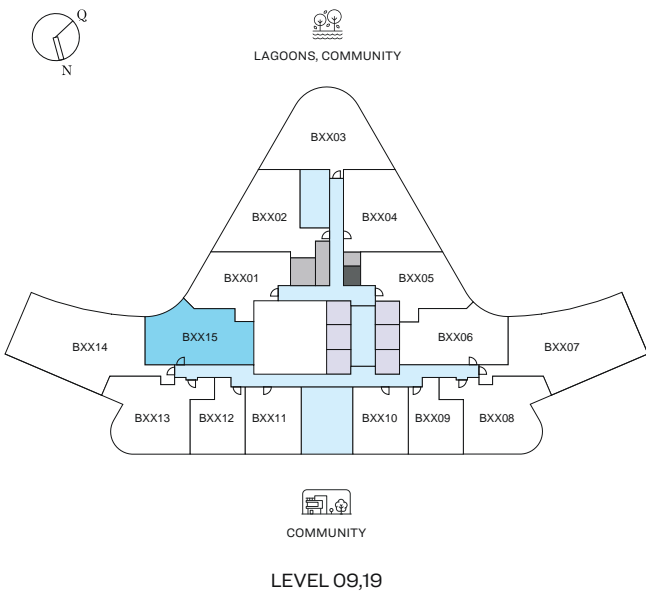 Q
N
LAGOONS, COMMUNITY
BXX03
BXX02
BXX04
BXX01
BXX05
BXX14
BXX15
BXX06
BXX07
BXX13
BXX12
BXX11
BXX10
BXX09
BXX08
COMMUNITY
LEVEL 09,19